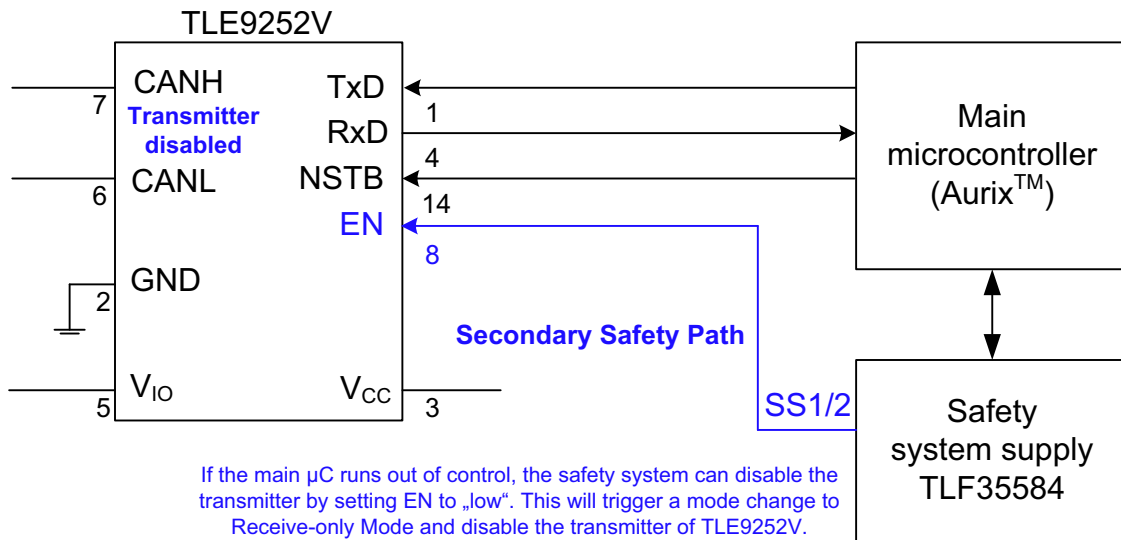 TLE9252V
CANH
7
Transmitter
disabled
CANL
6
GND
2
V_IO
5
TxD
1
RxD
4
NSTB
14
EN
8
V_CC
3
Main
microcontroller
(Aurix™)
Secondary Safety Path
SS1/2
Safety
system supply
TLF35584
If the main µC runs out of control, the safety system can disable the
transmitter by setting EN to „low“. This will trigger a mode change to
Receive-only Mode and disable the transmitter of TLE9252V.